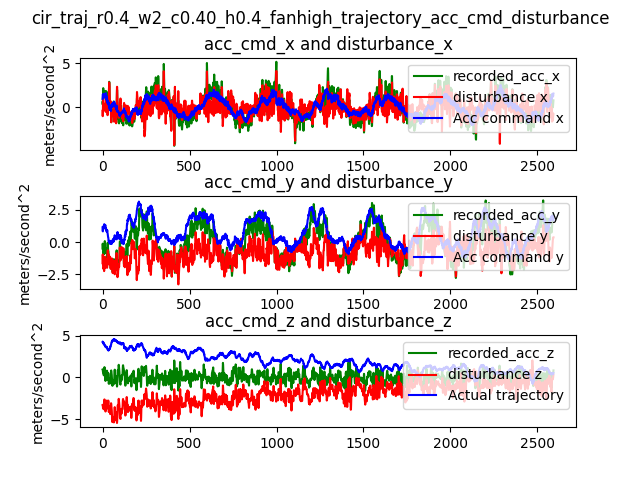 cir_traj_r0.4_w2_c0.40_h0.4_fanhigh_trajectory_acc_cmd_disturbance
acc_cmd_x and disturbance_x
meters/second^2
5
0
recorded_acc_x
disturbance x
Acc command x
0 500 1000 1500 2000 2500
acc_cmd_y and disturbance_y
meters/second^2
2.5
0.0
−2.5
recorded_acc_y
disturbance y
Acc command y
0 500 1000 1500 2000 2500
acc_cmd_z and disturbance_z
meters/second^2
5
0
−5
recorded_acc_z
disturbance z
Actual trajectory
0 500 1000 1500 2000 2500